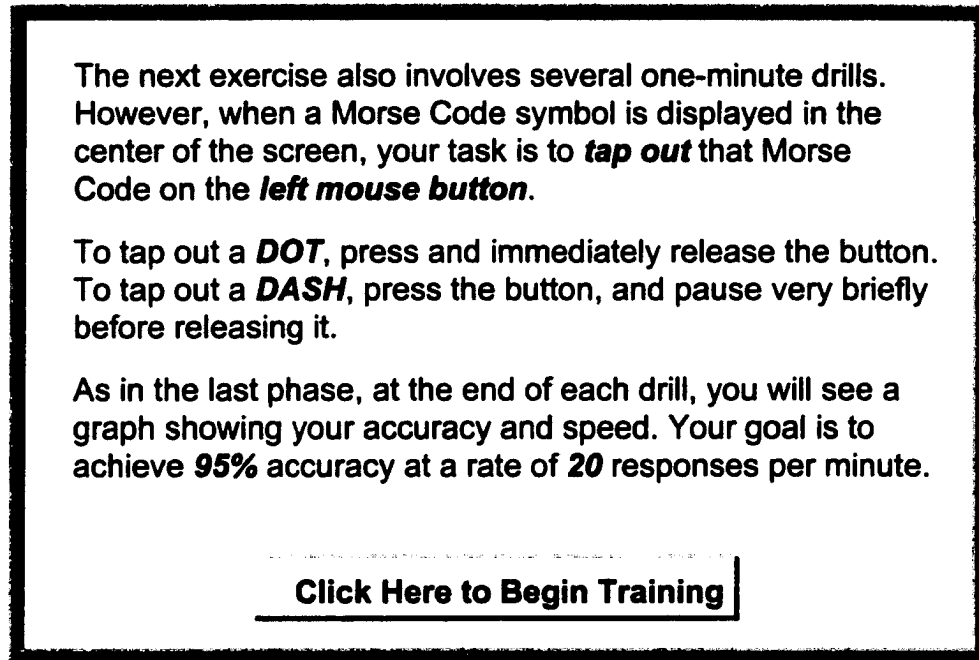 The next exercise also involves several one-minute drills.
However, when a Morse Code symbol is displayed in the
center of the screen, your task is to tap out that Morse
Code on the left mouse button.
To tap out a DOT, press and immediately release the button.
To tap out a DASH, press the button, and pause very briefly
before releasing it.
As in the last phase, at the end of each drill, you will see a
graph showing your accuracy and speed. Your goal is to
achieve 95% accuracy at a rate of 20 responses per minute.
Click Here to Begin Training